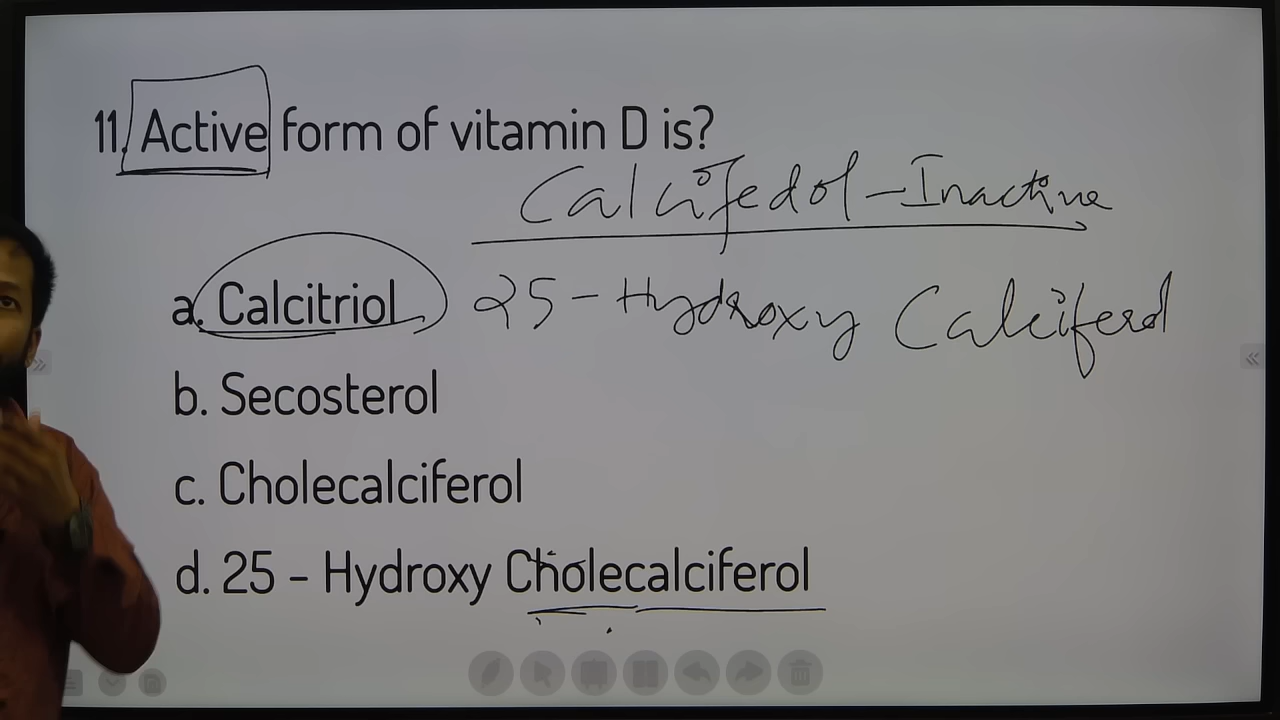 11. Active form of vitamin D is?
Calcifedol - Inactive
a. Calcitriol
25 - Hydroxy Calciferol
b. Secosterol
c. Cholecalciferol
d. 25 - Hydroxy Cholecalciferol